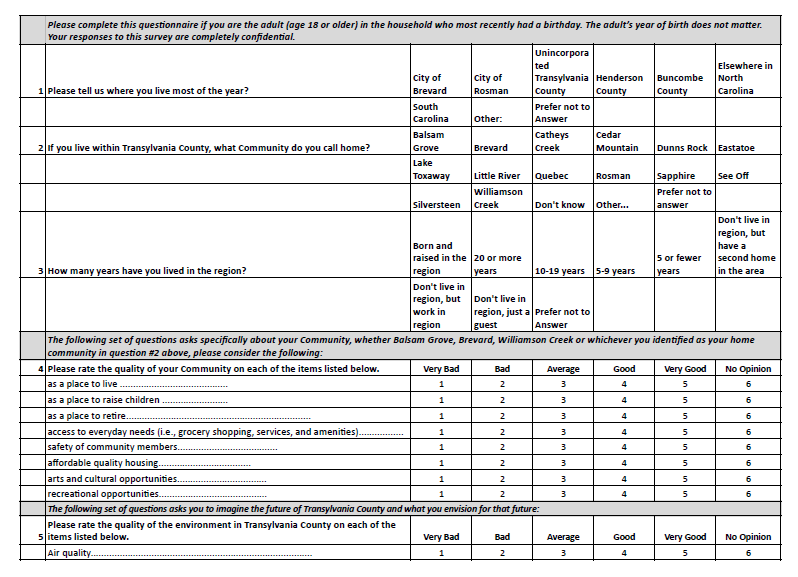 Please complete this questionnaire if you are the adult (age 18 or older) in the household who most recently had a birthday. The adult's year of birth does not matter.
Your responses to this survey are completely confidential.
1 Please tell us where you live most of the year? City of Brevard City of Rosman Unincorpora ted Transylvania County Henderson County Buncombe County Elsewhere in North Carolina
South Carolina Other: Prefer not to Answer
2 If you live within Transylvania County, what Community do you call home? Balsam Grove Brevard Catheys Creek Cedar Mountain Dunns Rock Eastatoe
Lake Toxaway Little River Quebec Rosman Sapphire See Off
Silversteen Williamson Creek Don't know Other... Prefer not to answer
3 How many years have you lived in the region? Born and raised in the region 20 or more years 10-19 years 5-9 years 5 or fewer years Don't live in region, but have a second home in the area
Don't live in region, but work in region Don't live in region, just a guest Prefer not to Answer
The following set of questions asks specifically about your Community, whether Balsam Grove, Brevard, Williamson Creek or whichever you identified as your home
community in question #2 above, please consider the following:
4 Please rate the quality of your Community on each of the items listed below. Very Bad Bad Average Good Very Good No Opinion
as a place to live ....................................... 1 2 3 4 5 6
as a place to raise children ........................ 1 2 3 4 5 6
as a place to retire.................................................................. 1 2 3 4 5 6
access to everyday needs (i.e., grocery shopping, services, and amenities)................ 1 2 3 4 5 6
safety of community members.................................... 1 2 3 4 5 6
affordable quality housing................................. 1 2 3 4 5 6
arts and cultural opportunities................................ 1 2 3 4 5 6
recreational opportunities....................................... 1 2 3 4 5 6
The following set of questions asks you to imagine the future of Transylvania County and what you envision for that future:
5 Please rate the quality of the environment in Transylvania County on each of the items listed below. Very Bad Bad Average Good Very Good No Opinion
Air quality................................................................................ 1 2 3 4 5 6